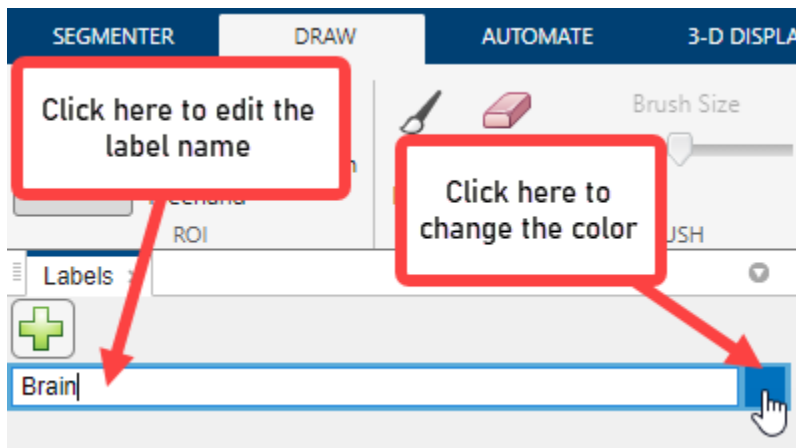 SEGMENTER DRAW AUTOMATE 3-D DISPLA
Click here to edit the
label name
Brush Size
Click here to
change the color
ROI
Labels
Brain